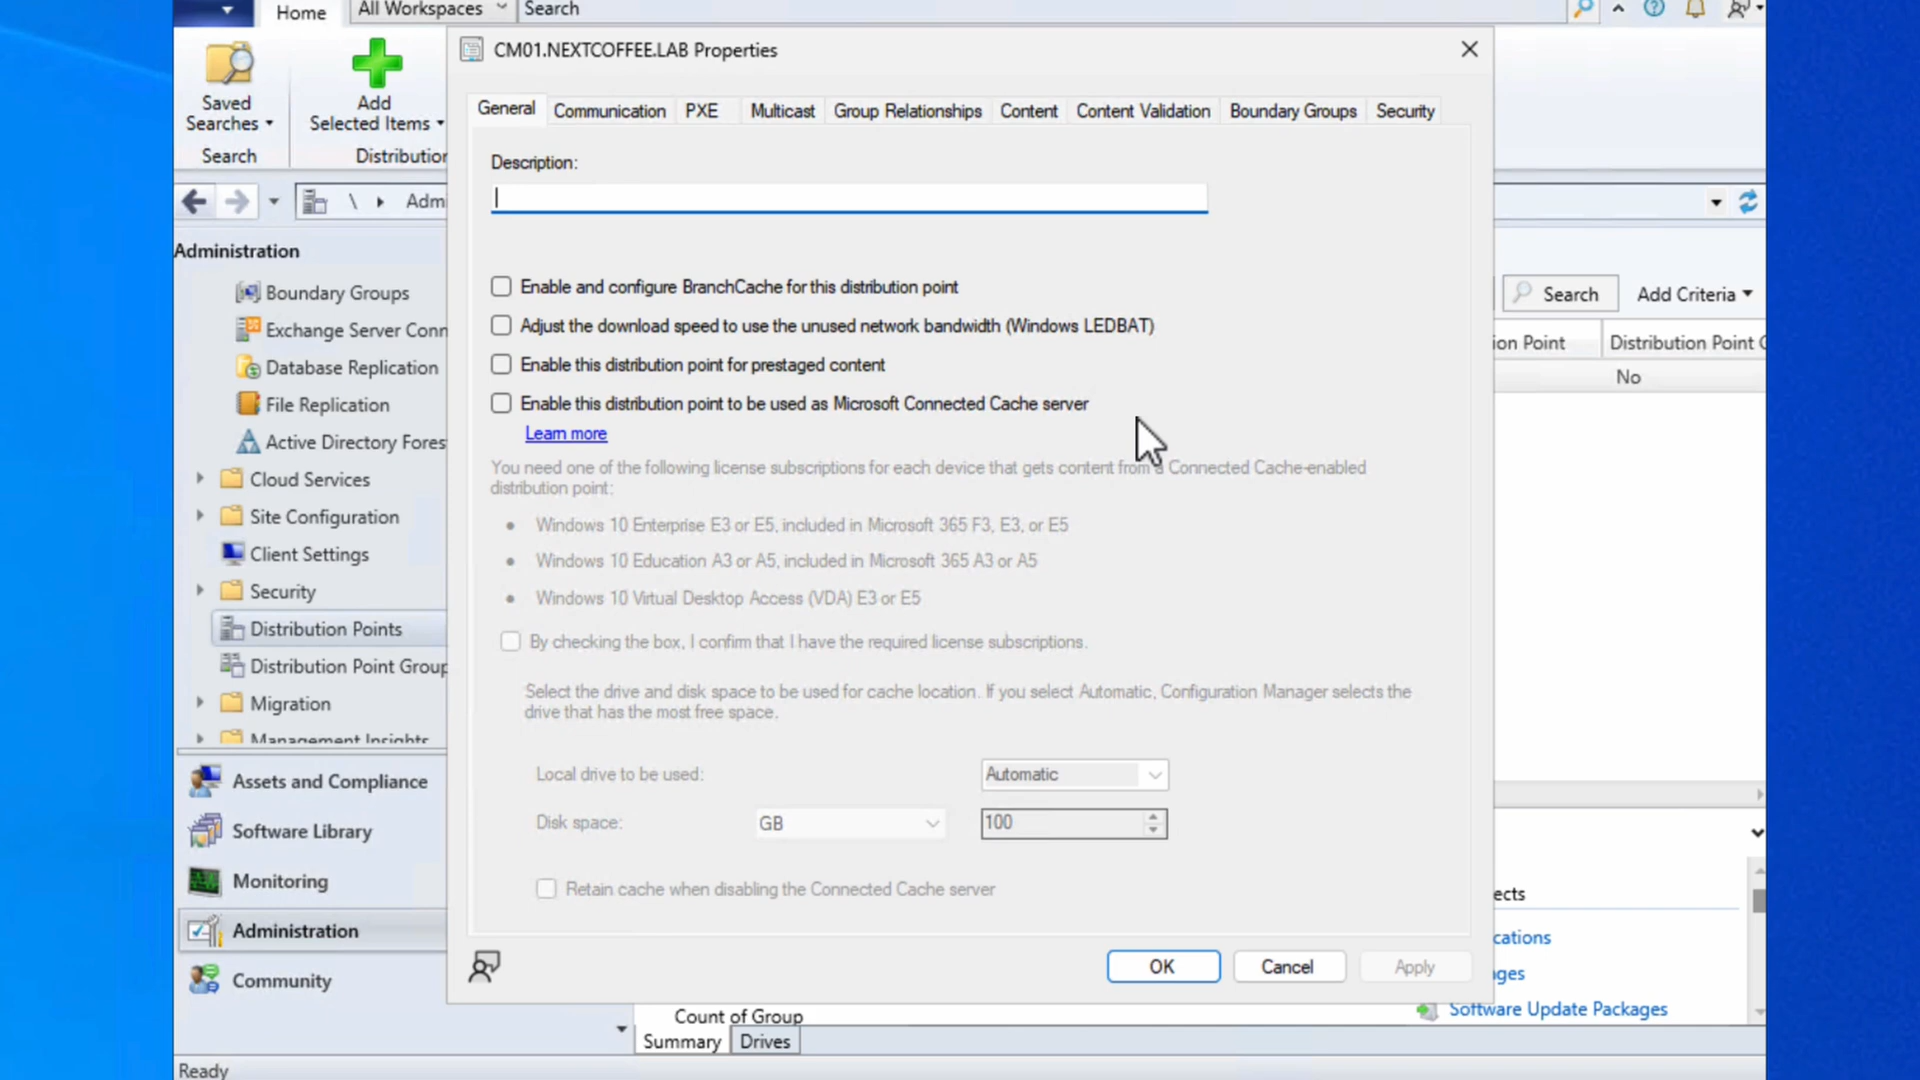 Home
All Workspaces
Search
CM01.NEXTCOFFEE.LAB Properties
Saved
Searches
Search
Add
Selected Items
General
Communication
PXE
Multicast
Group Relationships
Content
Content Validation
Boundary Groups
Security
Description:
\
Administration
Boundary Groups
Exchange Server Conn
Database Replication
File Replication
Active Directory Fores
Cloud Services
Site Configuration
Client Settings
Security
Distribution Points
Distribution Point Group
Migration
Management Insights
Assets and Compliance
Software Library
Monitoring
Administration
Community
Enable and configure BranchCache for this distribution point
Adjust the download speed to use the unused network bandwidth (Windows LEDBAT)
Enable this distribution point for prestaged content
Enable this distribution point to be used as Microsoft Connected Cache server
Learn more
You need one of the following license subscriptions for each device that gets content from a Connected Cache-enabled
distribution point:
• Windows 10 Enterprise E3 or E5, included in Microsoft 365 F3, E3, or E5
• Windows 10 Education A3 or A5, included in Microsoft 365 A3 or A5
• Windows 10 Virtual Desktop Access (VDA) E3 or E5
By checking the box, I confirm that I have the required license subscriptions.
Select the drive and disk space to be used for cache location. If you select Automatic, Configuration Manager selects the
drive that has the most free space.
Local drive to be used:
Automatic
Disk space:
GB
100
Retain cache when disabling the Connected Cache server
OK
Cancel
Apply
Search
Add Criteria
ion Point
Distribution Point
No
ects
cations
ges
Software Update Packages
Count of Group
Summary
Drives
Ready